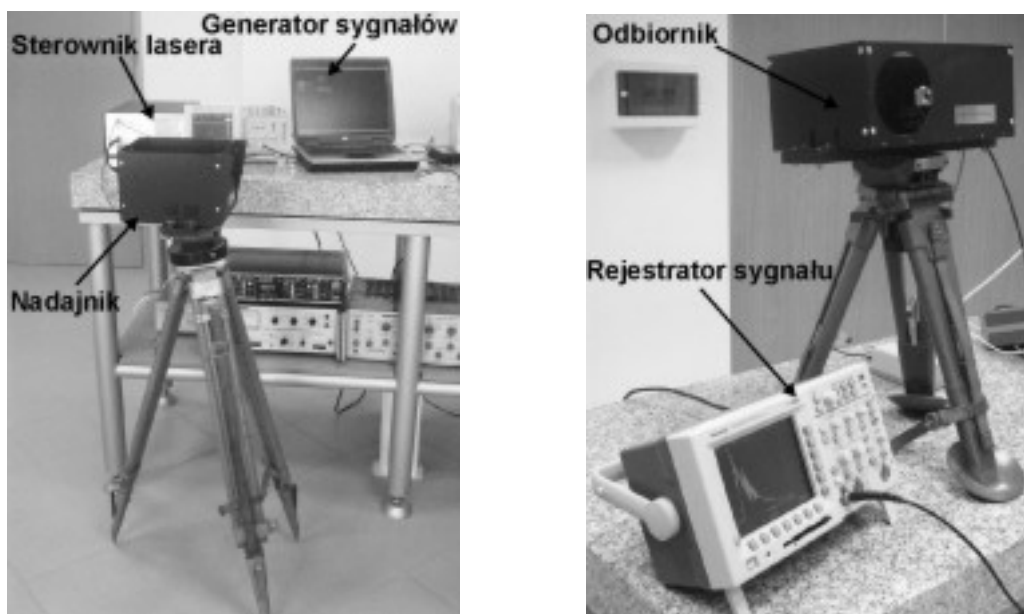 Generator sygnałów
Sterownik lasera
Nadajnik
Odbiornik
Rejestrator sygnału